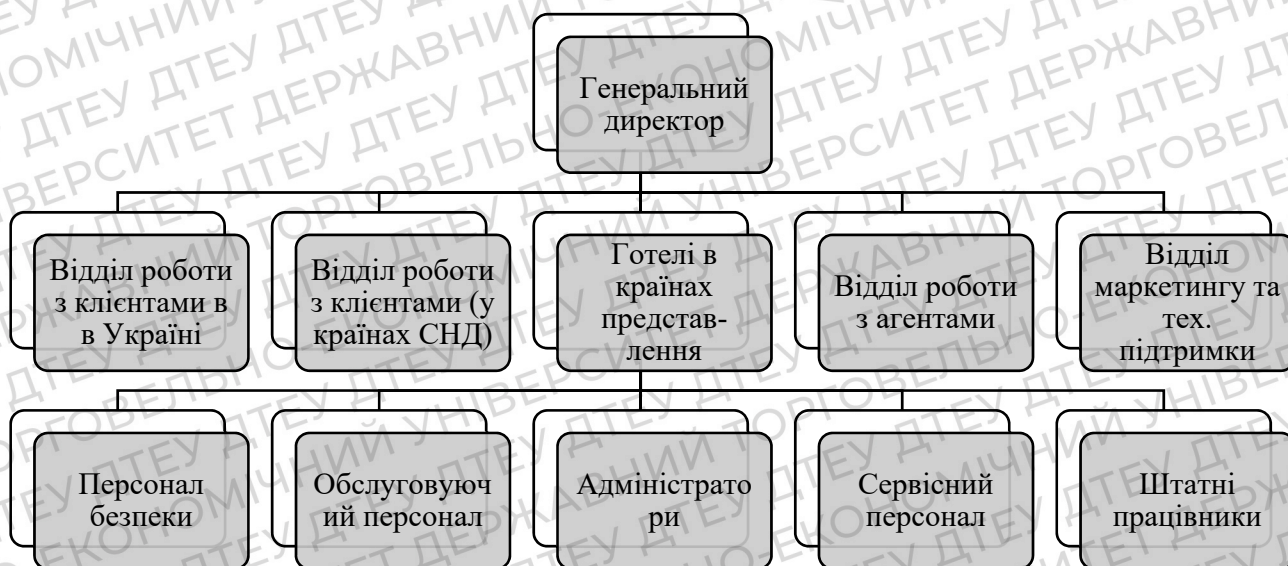 Генеральний
директор
Відділ роботи
з клієнтами в
в Україні
Відділ роботи
з клієнтами (у
країнах СНД)
Готелі в
країнах
представ-
лення
Відділ роботи
з агентами
Відділ
маркетингу та
тех.
підтримки
Персонал
безпеки
Обслуговуюч
ий персонал
Адміністрато
ри
Сервісний
персонал
Штатні
працівники